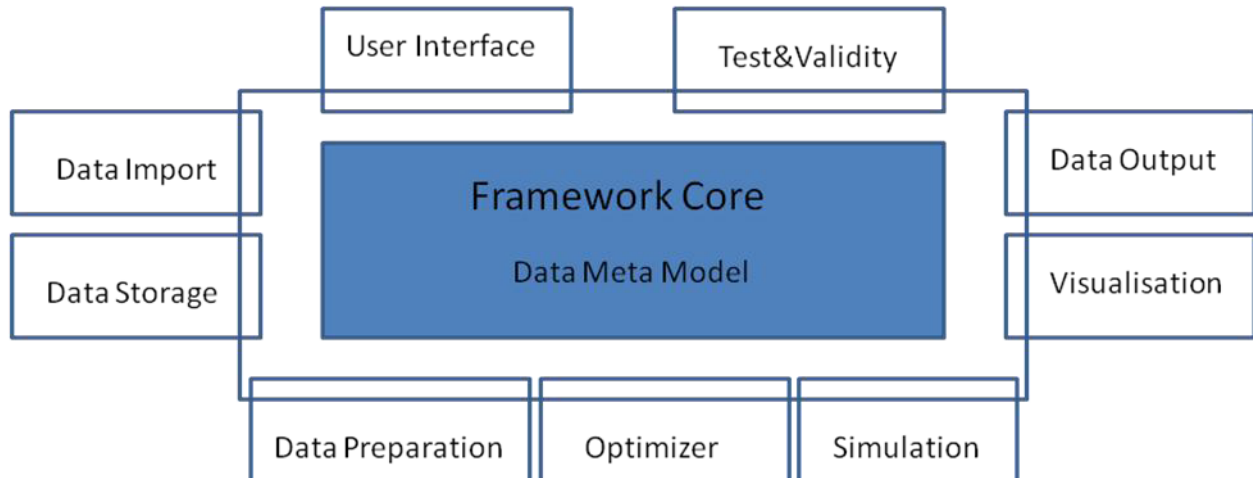 User Interface
Test&Validity
Data Import
Data Output
Framework Core
Data Meta Model
Data Storage
Visualisation
Data Preparation
Optimizer
Simulation